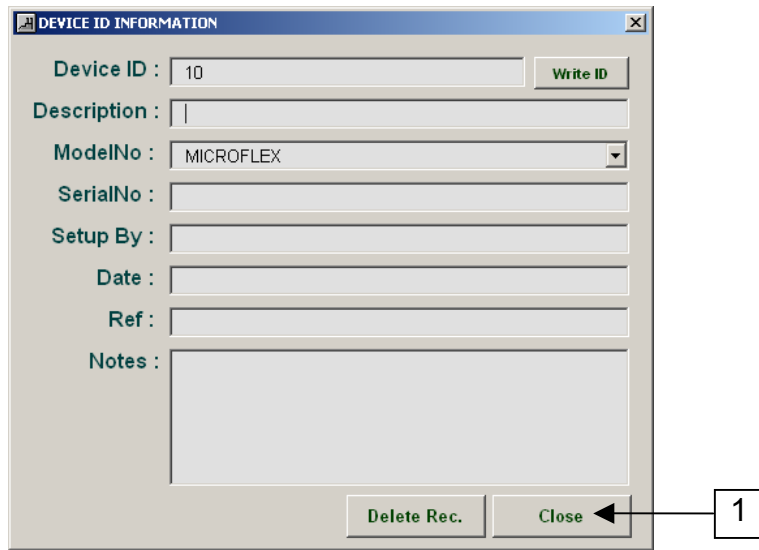 DEVICE ID INFORMATION
Device ID : 10 Write ID
Description :
ModelNo : MICROFLEX
SerialNo :
Setup By :
Date :
Ref :
Notes :
Delete Rec. Close 1